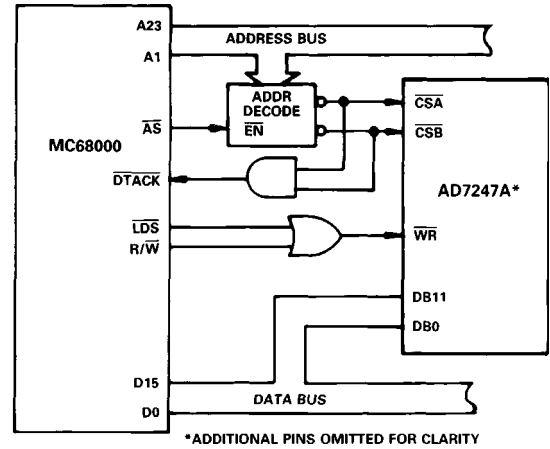 A23
ADDRESS BUS
A1
ADDR
DECODE
EN
CSA
CSB
AS
MC68000
DTACK
AD7247A*
LDS
R/W
WR
DB11
DB0
D15
DATA BUS
D0
*ADDITIONAL PINS OMITTED FOR CLARITY